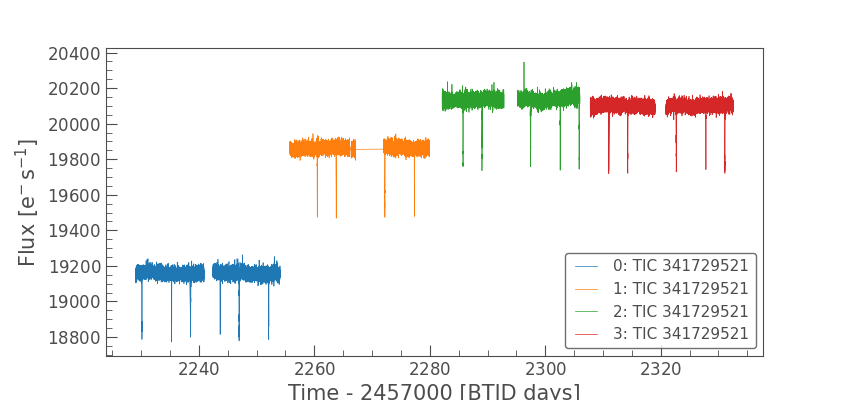 20400
20200
20000
19800
19600
19400
19200
19000
18800
Flux [e⁻ s⁻¹]
2240
2260
2280
2300
2320
Time - 2457000 [BTJD days]
0: TIC 341729521
1: TIC 341729521
2: TIC 341729521
3: TIC 341729521